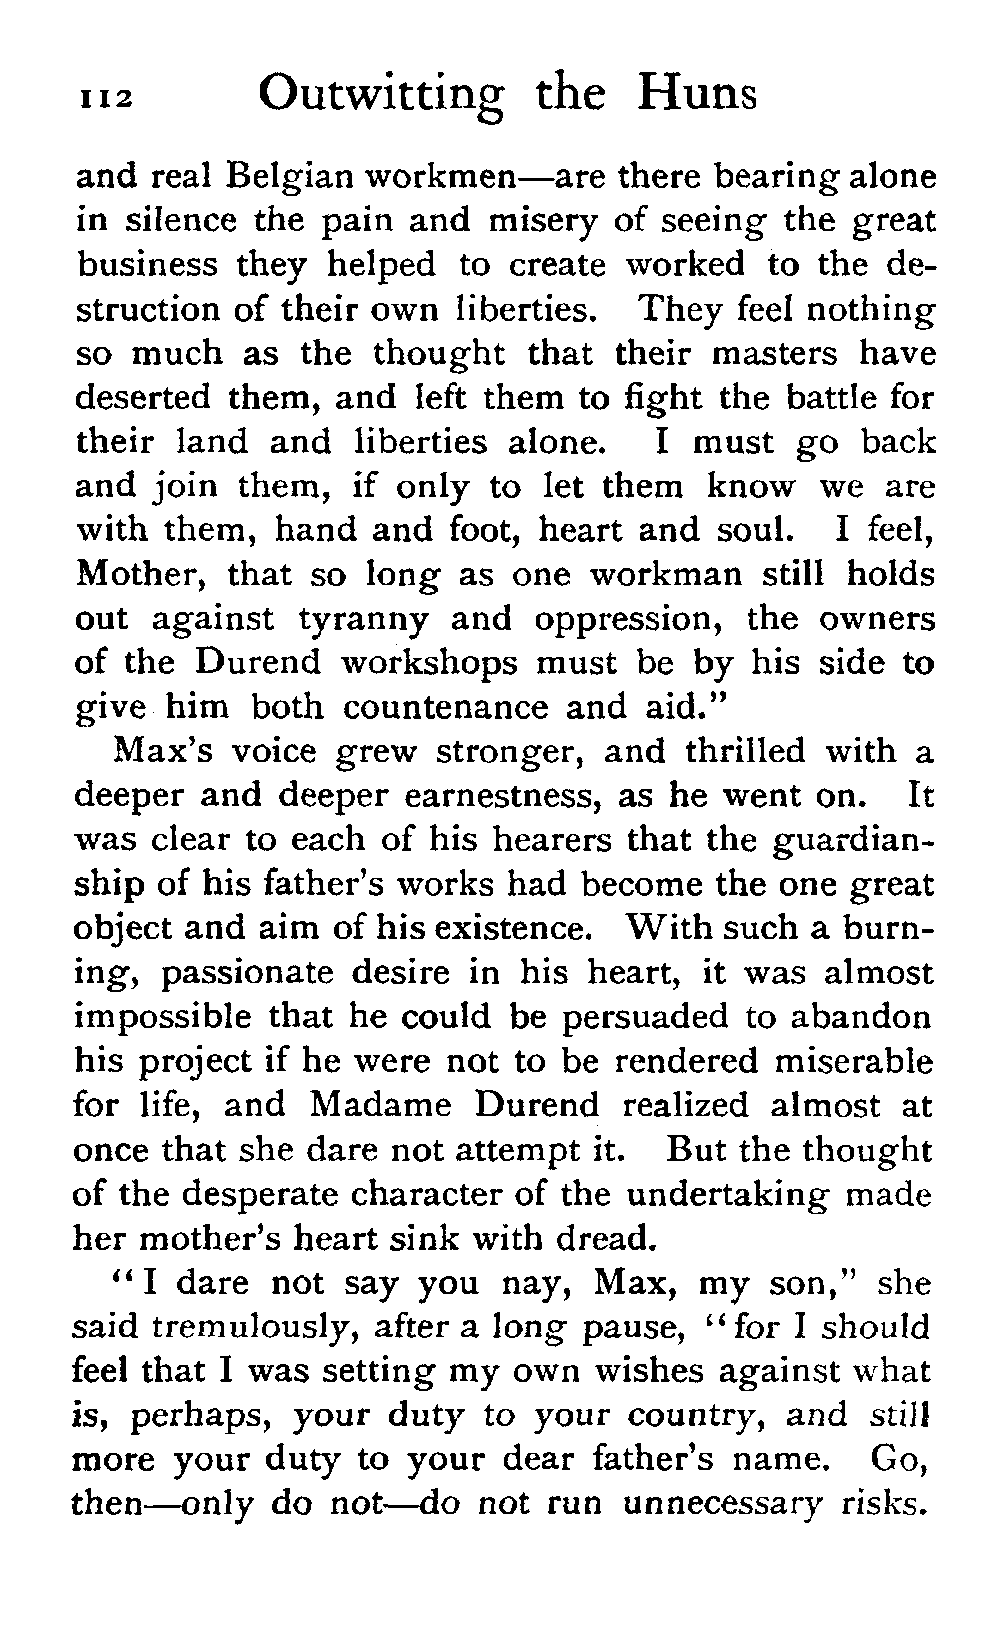 112 Outwitting the Huns
and real Belgian workmen—are there bearing alone
in silence the pain and misery of seeing the great
business they helped to create worked to the de-
struction of their own liberties. They feel nothing
so much as the thought that their masters have
deserted them, and left them to fight the battle for
their land and liberties alone. I must go back
and join them, if only to let them know we are
with them, hand and foot, heart and soul. I feel,
Mother, that so long as one workman still holds
out against tyranny and oppression, the owners
of the Durend workshops must be by his side to
give him both countenance and aid."
Max's voice grew stronger, and thrilled with a
deeper and deeper earnestness, as he went on. It
was clear to each of his hearers that the guardian-
ship of his father's works had become the one great
object and aim of his existence. With such a burn-
ing, passionate desire in his heart, it was almost
impossible that he could be persuaded to abandon
his project if he were not to be rendered miserable
for life, and Madame Durend realized almost at
once that she dare not attempt it. But the thought
of the desperate character of the undertaking made
her mother's heart sink with dread.
"I dare not say you nay, Max, my son," she
said tremulously, after a long pause, "for I should
feel that I was setting my own wishes against what
is, perhaps, your duty to your country, and still
more your duty to your dear father's name. Go,
then—only do not—do not run unnecessary risks.